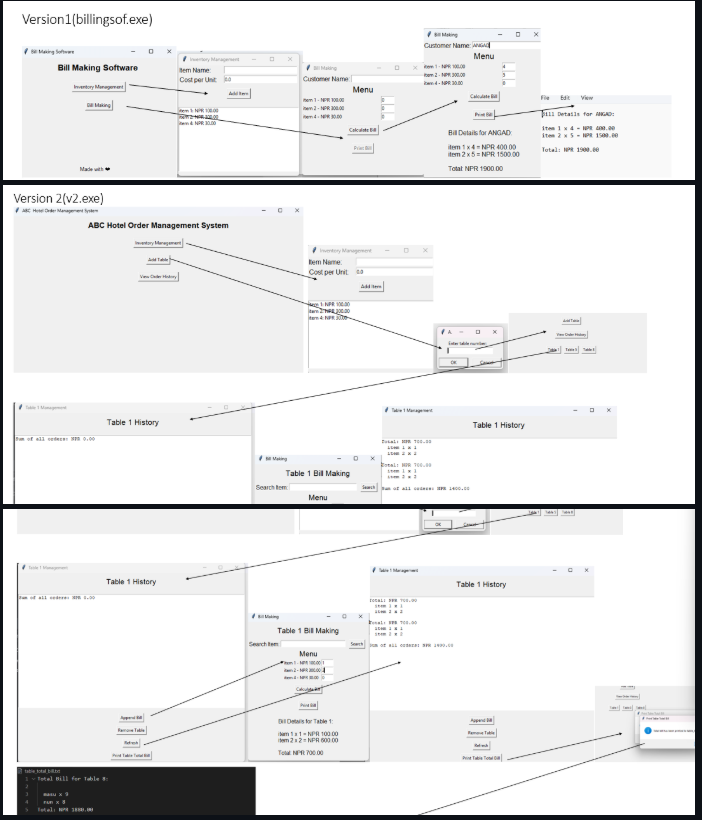 Version1(billingsof.exe)
Bill Making Software
Bill Making Software
Inventory Management
Bill Making
Made with ❤
Inventory Management
Item Name:
Cost per Unit: 0.0
Add Item
item 1: NPR 100.00
item 2: NPR 300.00
item 4: NPR 30.00
Bill Making
Customer Name:
Menu
item 1 - NPR 100.00 0
item 2 - NPR 300.00 0
item 4 - NPR 30.00 0
Calculate Bill
Print Bill
Bill Making
Customer Name: ANGAD
Menu
item 1 - NPR 100.00 4
item 2 - NPR 300.00 5
item 4 - NPR 30.00 0
Calculate Bill
Print Bill
Bill Details for ANGAD:
item 1 x 4 = NPR 400.00
item 2 x 5 = NPR 1500.00
Total: NPR 1900.00
File Edit View
Bill Details for ANGAD:
item 1 x 4 = NPR 400.00
item 2 x 5 = NPR 1500.00
Total: NPR 1900.00
Version 2(v2.exe)
ABC Hotel Order Management System
ABC Hotel Order Management System
Inventory Management
Add Table
View Order History
Inventory Management
Item Name:
Cost per Unit: 0.0
Add Item
item 1: NPR 100.00
item 2: NPR 300.00
item 4: NPR 30.00
A
Enter table number:
OK Cancel
Add Table
View Order History
Table 1 Table 5 Table 8
Table 1 Management
Table 1 History
Sum of all orders: NPR 0.00
Bill Making
Table 1 Bill Making
Search Item: Search
Menu
Table 1 Management
Table 1 History
Total: NPR 700.00
item 1 x 1
item 2 x 2
Total: NPR 700.00
item 1 x 1
item 2 x 2
Sum of all orders: NPR 1400.00
OK Cancel
Table 1 Table 5 Table 8
Table 1 Management
Table 1 History
Sum of all orders: NPR 0.00
Append Bill
Remove Table
Refresh
Print Table Total Bill
Bill Making
Table 1 Bill Making
Search Item: Search
Menu
item 1 - NPR 100.00 1
item 2 - NPR 300.00 2
item 4 - NPR 30.00 0
Calculate Bill
Print Bill
Bill Details for Table 1:
item 1 x 1 = NPR 100.00
item 2 x 2 = NPR 600.00
Total: NPR 700.00
Table 1 Management
Table 1 History
Total: NPR 700.00
item 1 x 1
item 2 x 2
Total: NPR 700.00
item 1 x 1
item 2 x 2
Sum of all orders: NPR 1400.00
Append Bill
Remove Table
Refresh
Print Table Total Bill
View Order History
Print Table Total Bill
table_total_bill.txt
1 Total Bill for Table 8:
2
3 masu x 9
4 run x 8
5 Total: NPR 1880.00